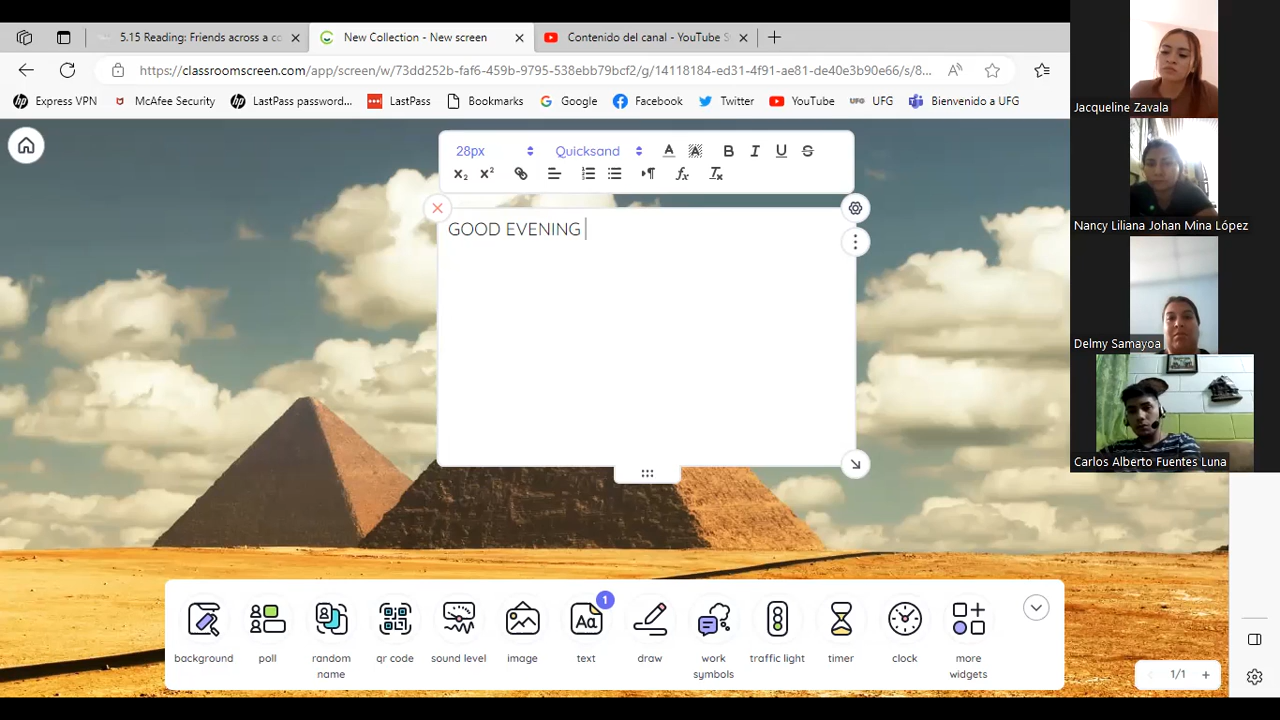 5.15 Reading: Friends across a co
New Collection - New screen
Contenido del canal - YouTube S
https://classroomscreen.com/app/screen/w/73dd252b-faf6-459b-9795-538ebb79bcf2/g/14118184-ed31-4f91-ae81-de40e3b90e66/s/8...
Express VPN
McAfee Security
LastPass password...
LastPass
Bookmarks
Google
Facebook
Twitter
YouTube
UFG
UFG
Bienvenido a UFG
28px
Quicksand
GOOD EVENING
Jacqueline Zavala
Nancy Liliana Johan Mina López
Delmy Samayoa
Carlos Alberto Fuentes Luna
1
background
poll
random name
qr code
sound level
image
text
draw
work symbols
traffic light
timer
clock
more widgets
1/1